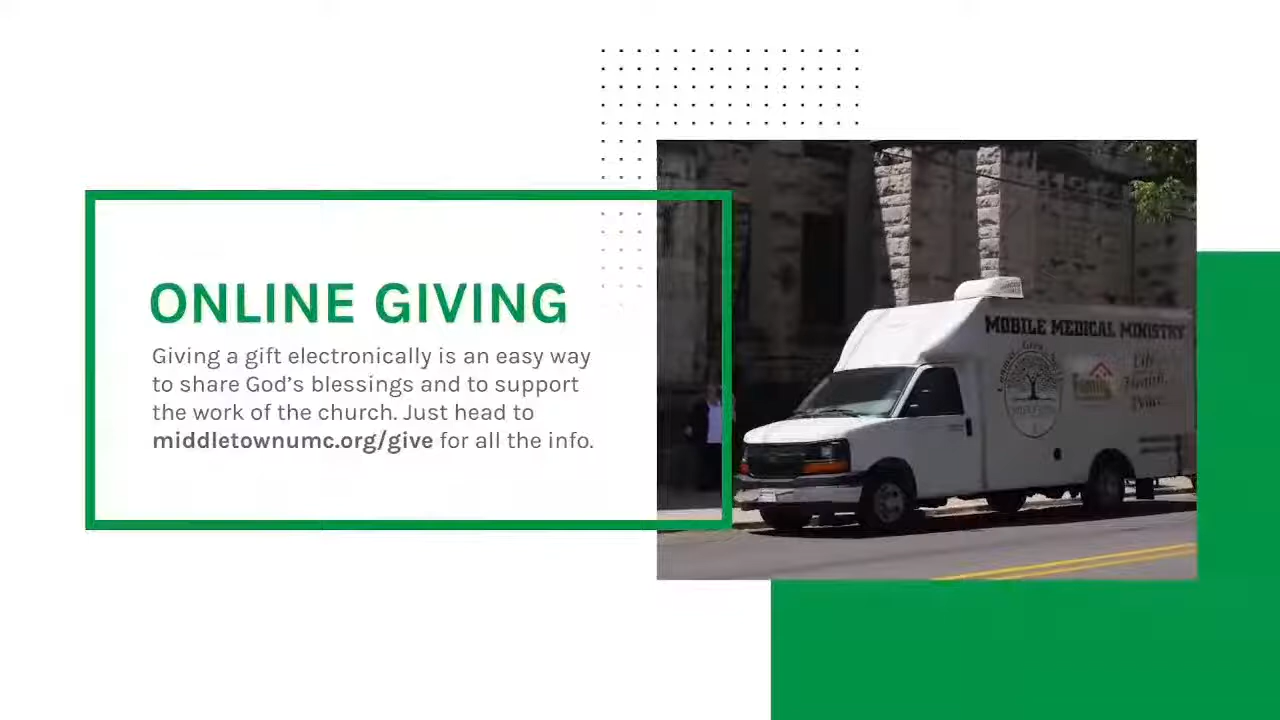 ONLINE GIVING
Giving a gift electronically is an easy way
to share God’s blessings and to support
the work of the church. Just head to
middletownumc.org/give for all the info.
MOBILE MEDICAL MINISTRY
Family